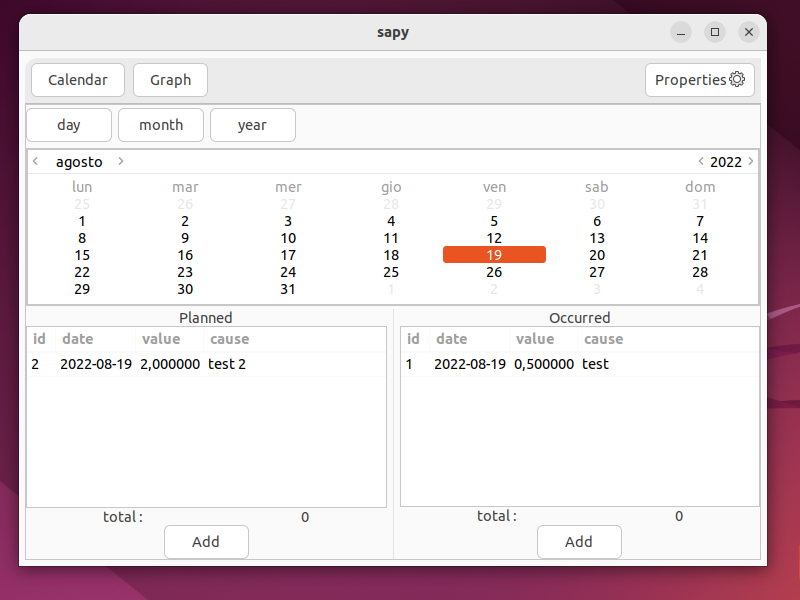 sapy
Calendar Graph Properties
day month year
agosto 2022
lun mar mer gio ven sab dom
25 26 27 28 29 30 31
1 2 3 4 5 6 7
8 9 10 11 12 13 14
15 16 17 18 19 20 21
22 23 24 25 26 27 28
29 30 31 1 2 3 4
Planned
id date value cause
2 2022-08-19 2,000000 test 2
total: 0
Add
Occurred
id date value cause
1 2022-08-19 0,500000 test
total: 0
Add